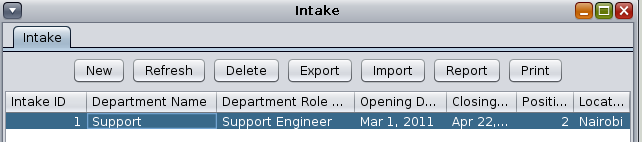 Intake
Intake
New Refresh Delete Export Import Report Print
Intake ID Department Name Department Role ... Opening D... Closing... Positi... Locat...
1 Support Support Engineer Mar 1, 2011 Apr 22,... 2 Nairobi